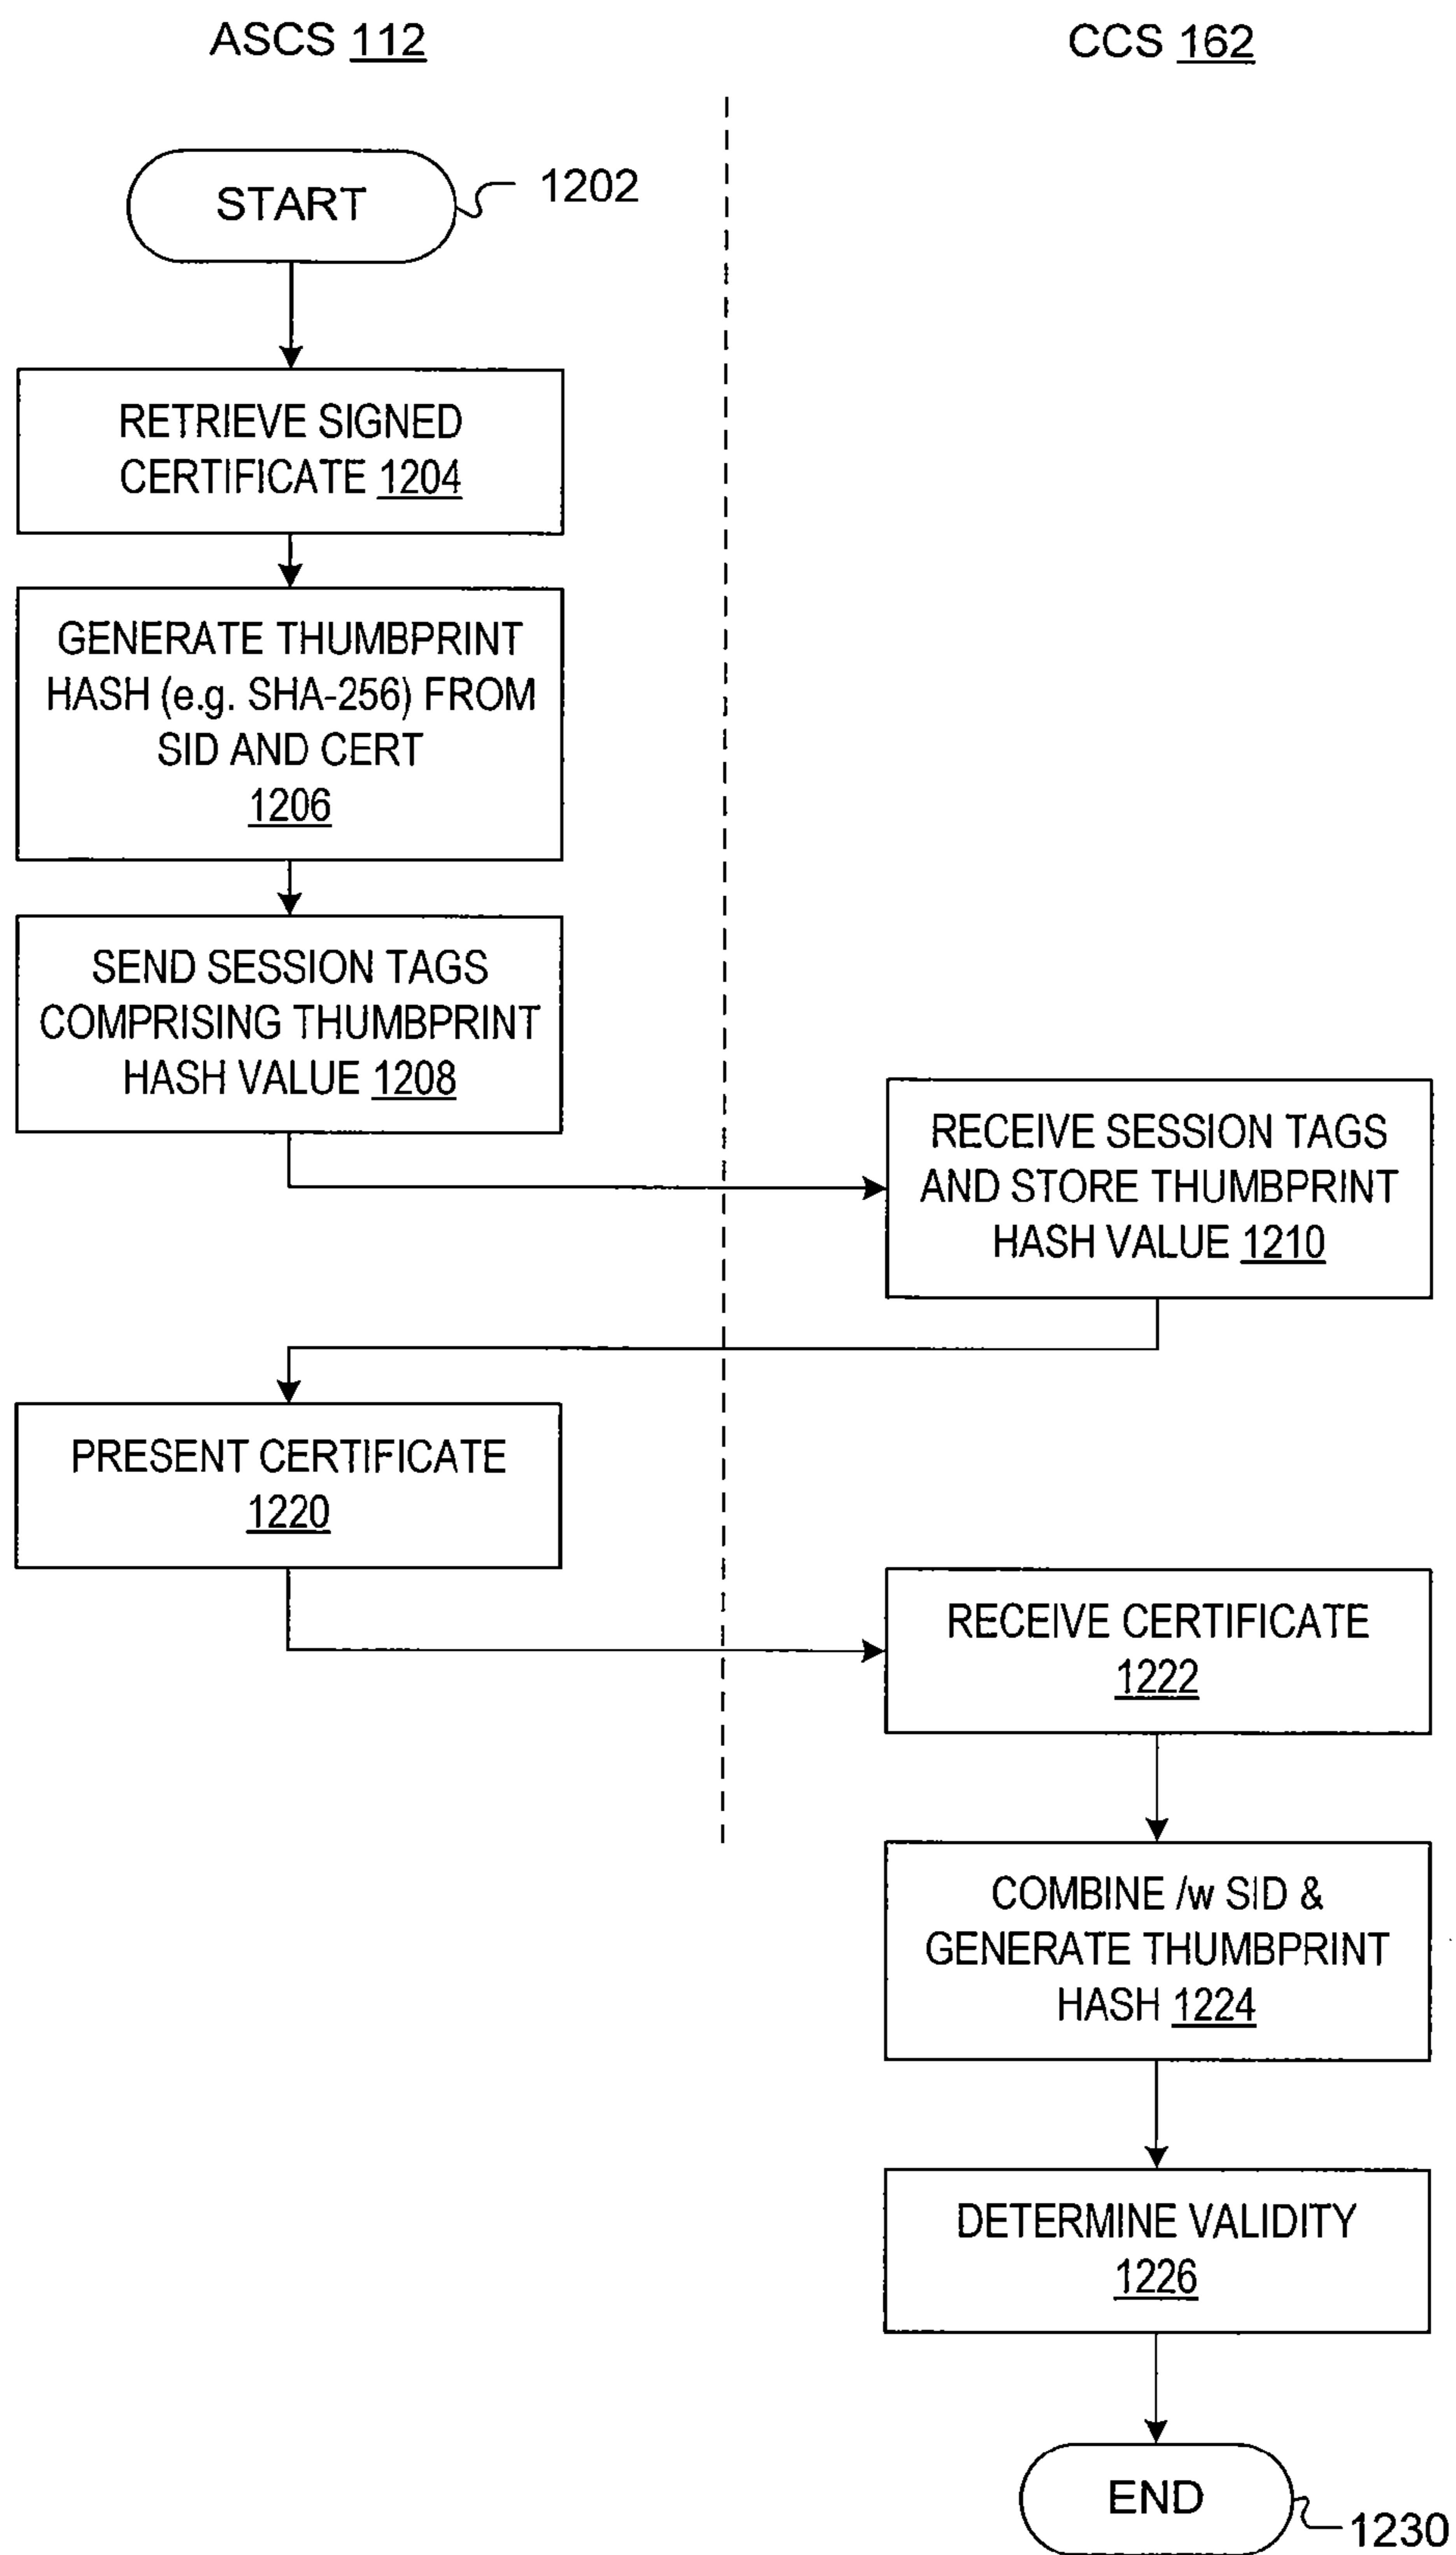 ASCS 112
CCS 162
START
1202
RETRIEVE SIGNED
CERTIFICATE 1204
GENERATE THUMBPRINT
HASH (e.g. SHA-256) FROM
SID AND CERT
1206
SEND SESSION TAGS
COMPRISING THUMBPRINT
HASH VALUE 1208
RECEIVE SESSION TAGS
AND STORE THUMBPRINT
HASH VALUE 1210
PRESENT CERTIFICATE
1220
RECEIVE CERTIFICATE
1222
COMBINE /w SID &
GENERATE THUMBPRINT
HASH 1224
DETERMINE VALIDITY
1226
END
1230